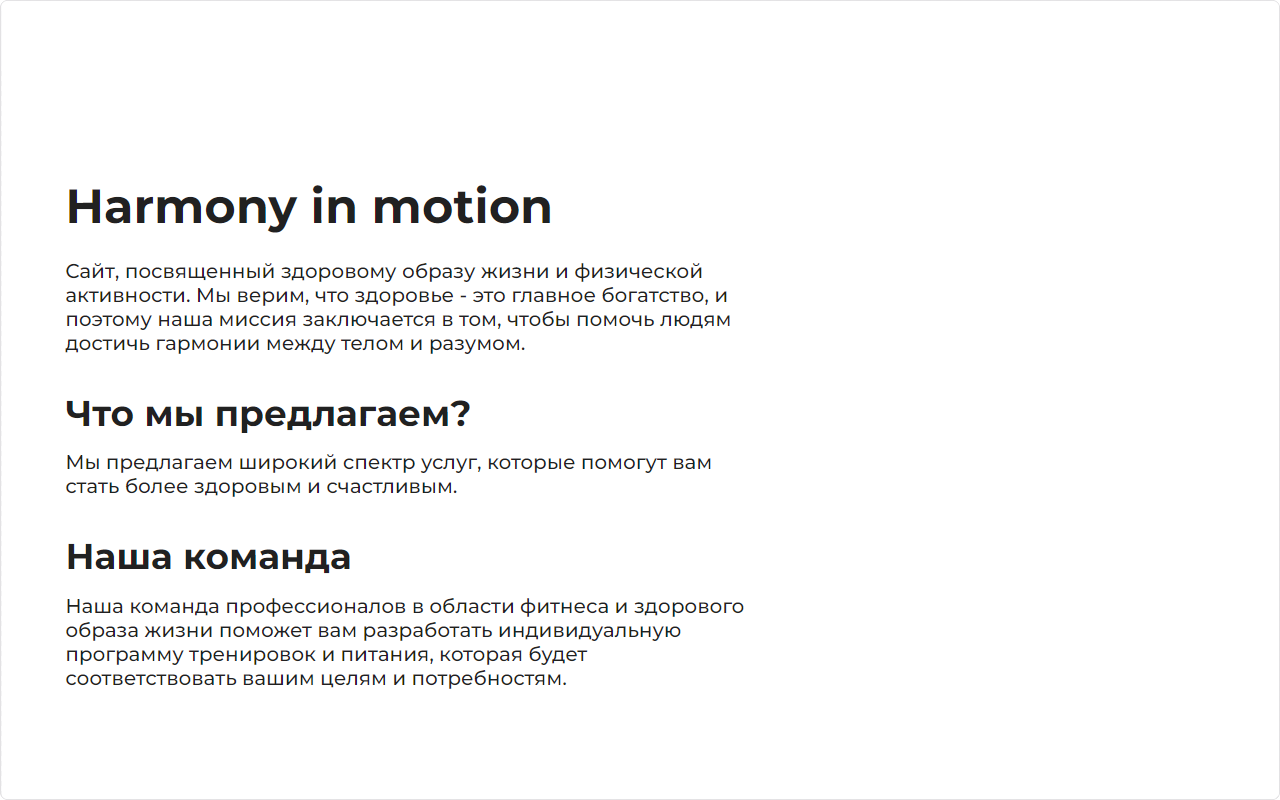 Harmony in motion
Сайт, посвященный здоровому образу жизни и физической
активности. Мы верим, что здоровье - это главное богатство, и
поэтому наша миссия заключается в том, чтобы помочь людям
достичь гармонии между телом и разумом.
Что мы предлагаем?
Мы предлагаем широкий спектр услуг, которые помогут вам
стать более здоровым и счастливым.
Наша команда
Наша команда профессионалов в области фитнеса и здорового
образа жизни поможет вам разработать индивидуальную
программу тренировок и питания, которая будет
соответствовать вашим целям и потребностям.